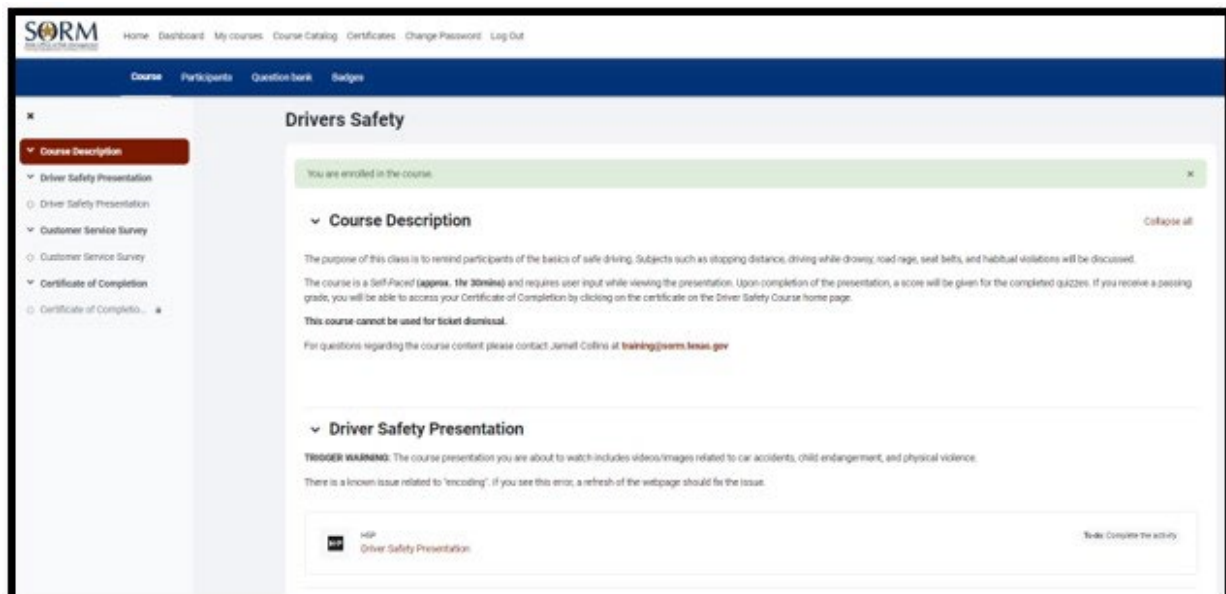 SORM
Home Dashboard My courses Course Catalog Certificates Change Password Log Out
Course Participants Question bank Badges
Course Description
Driver Safety Presentation
Driver Safety Presentation
Customer Service Survey
Customer Service Survey
Certificate of Completion
Certificate of Completio...
Drivers Safety
You are enrolled in the course.
Course Description
Collapse all
The purpose of this class is to remind participants of the basics of safe driving. Subjects such as stopping distance, driving while drowsy, road rage, seat belts, and habitual violations will be discussed.
The course is a Self-Paced (approx. 1hr 30mins) and requires user input while viewing the presentation. Upon completion of the presentation, a score will be given for the completed quizzes. If you receive a passing
grade, you will be able to access your Certificate of Completion by clicking on the certificate on the Driver Safety Course home page.
This course cannot be used for ticket dismissal.
For questions regarding the course content please contact Jamell Collins at training@sorm.texas.gov
Driver Safety Presentation
TRIGGER WARNING: The course presentation you are about to watch includes videos/images related to car accidents, child endangerment, and physical violence.
There is a known issue related to "encoding". If you see this error, a refresh of the webpage should fix the issue.
H5P
Driver Safety Presentation
To do: Complete the activity